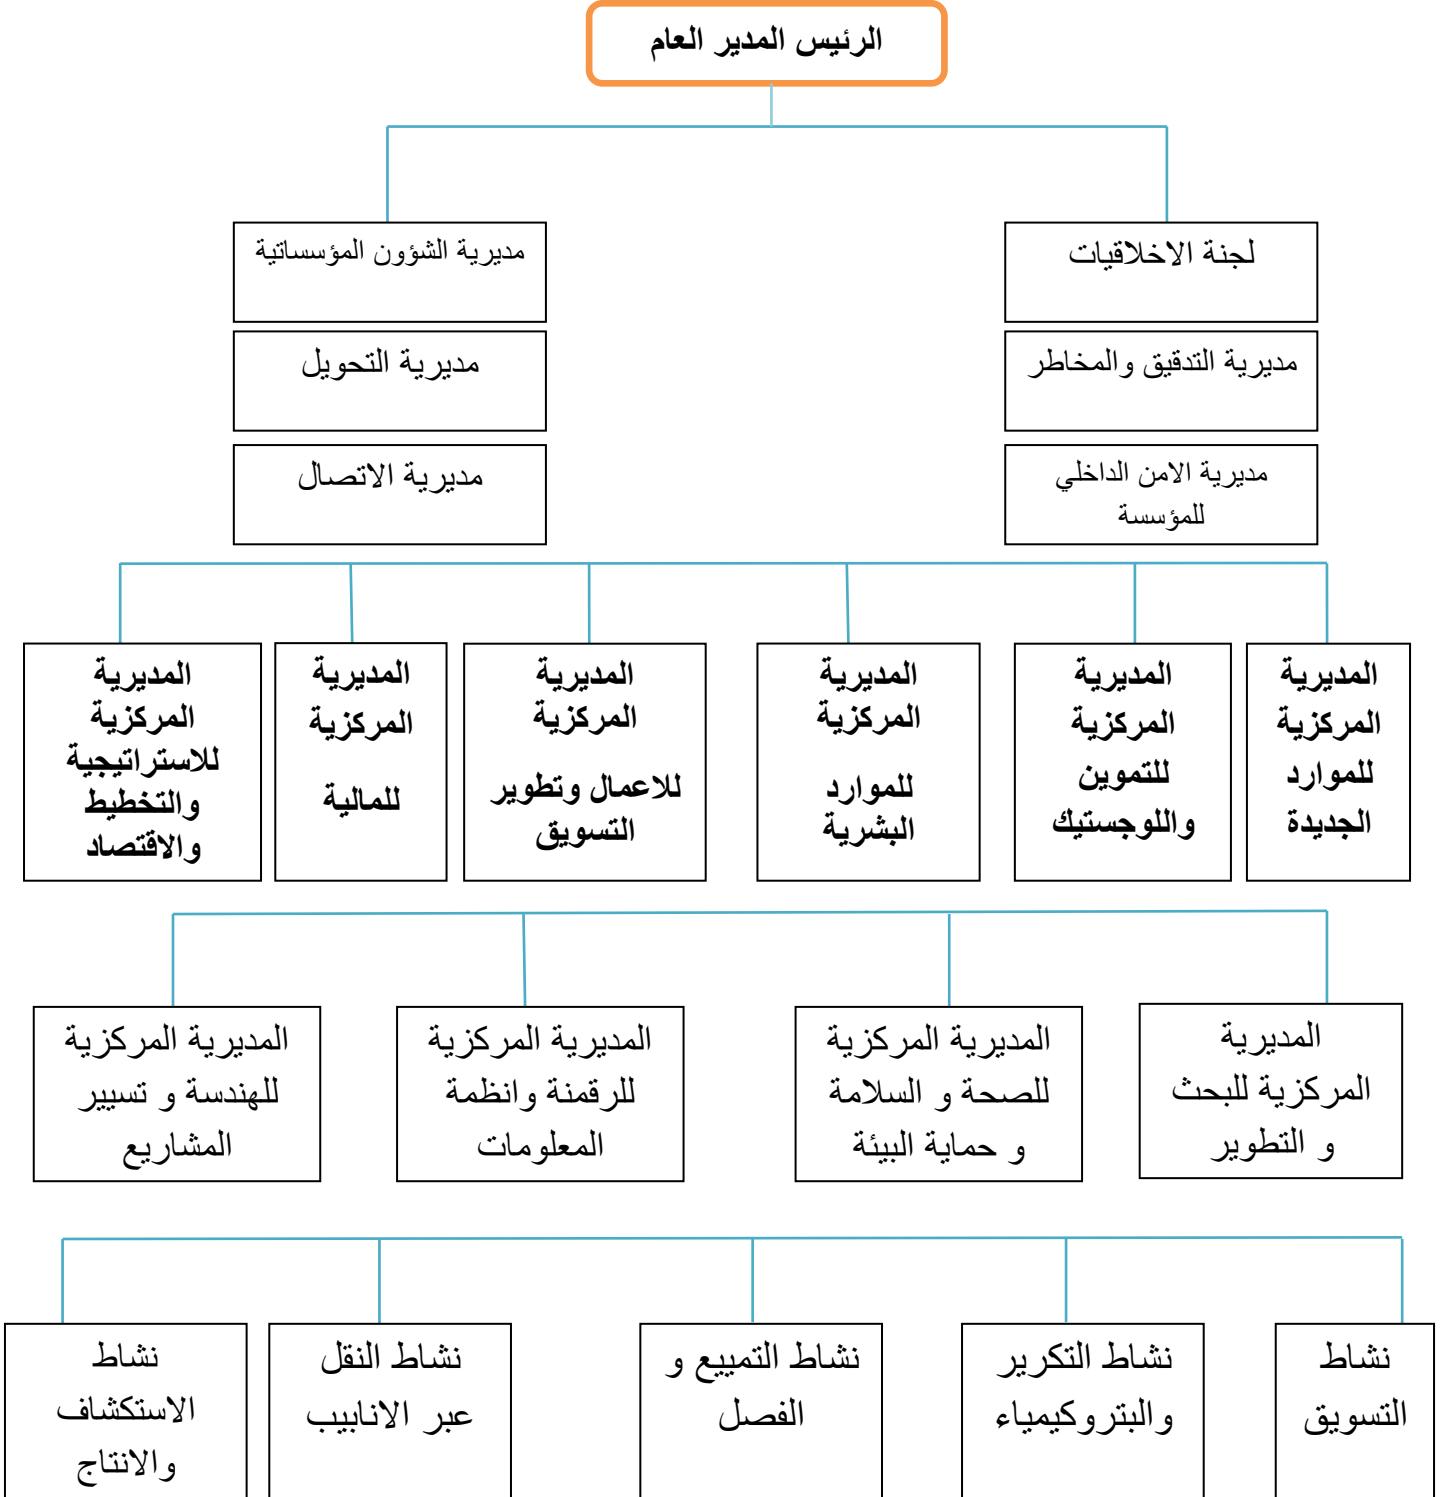 الرئيس المدير العام
لجنة الاخلاقيات
مديرية الشؤون المؤسساتية
مديرية التدقيق والمخاطر
مديرية التحويل
مديرية الامن الداخلي
للمؤسسة
مديرية الاتصال
المديرية
المركزية
للموارد
الجديدة
المديرية
المركزية
للتموين
واللوجستيك
المديرية
المركزية
للموارد
البشرية
المديرية
المركزية
للاعمال وتطوير
التسويق
المديرية
المركزية
للمالية
المديرية
المركزية
للاستراتيجية
والتخطيط
والاقتصاد
المديرية
المركزية للبحث
و التطوير
المديرية المركزية
للصحة و السلامة
و حماية البيئة
المديرية المركزية
للرقمنة وانظمة
المعلومات
المديرية المركزية
للهندسة و تسيير
المشاريع
نشاط
التسويق
نشاط التكرير
والبتروكيمياء
نشاط التمييع و
الفصل
نشاط النقل
عبر الانابيب
نشاط
الاستكشاف
والانتاج